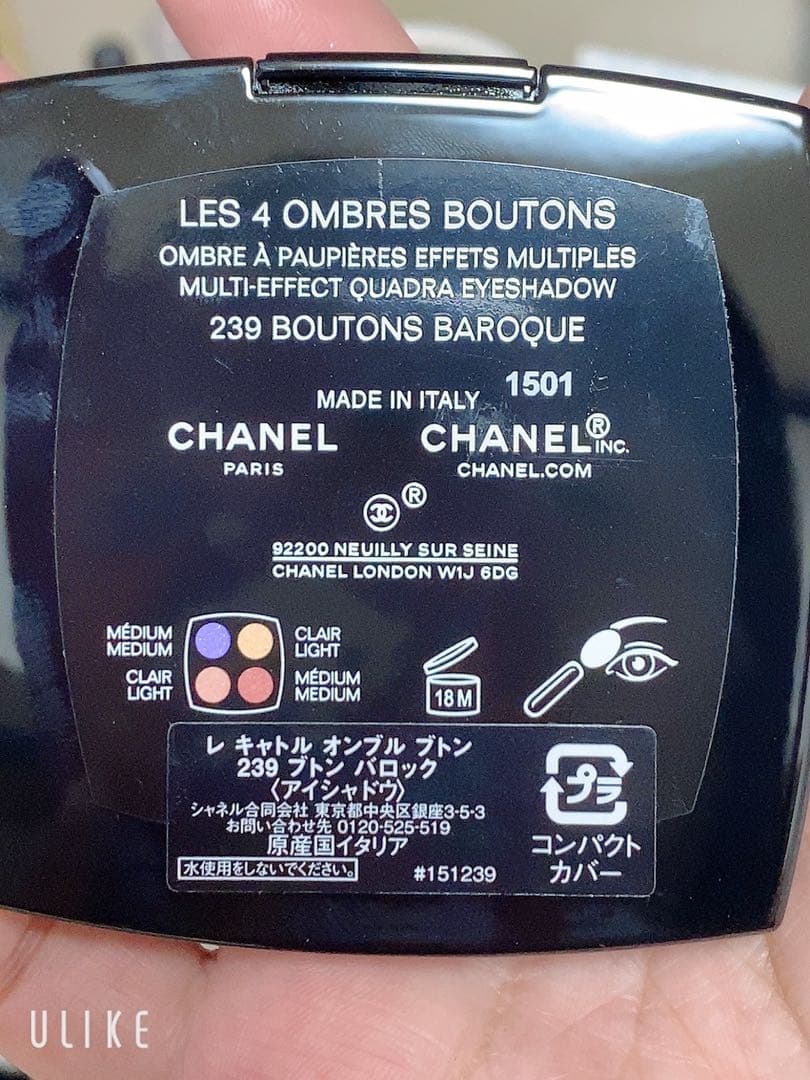 LES 4 OMBRES BOUTONS
OMBRE À PAUPIÈRES EFFETS MULTIPLES
MULTI-EFFECT QUADRA EYESHADOW
239 BOUTONS BAROQUE
MADE IN ITALY 1501
CHANEL CHANEL® INC.
PARIS CHANEL.COM
®
92200 NEUILLY SUR SEINE
CHANEL LONDON W1J 6DG
MÉDIUM CLAIR
MEDIUM LIGHT
CLAIR MÉDIUM
LIGHT MEDIUM
18 M
レ キャトル オンブル ブトン
239 ブトン バロック
〈アイシャドウ〉
シャネル合同会社 東京都中央区銀座3-5-3
お問い合わせ先 0120-525-519
原産国イタリア
水使用をしないでください。 #151239
プラ
コンパクト
カバー
ULIKE